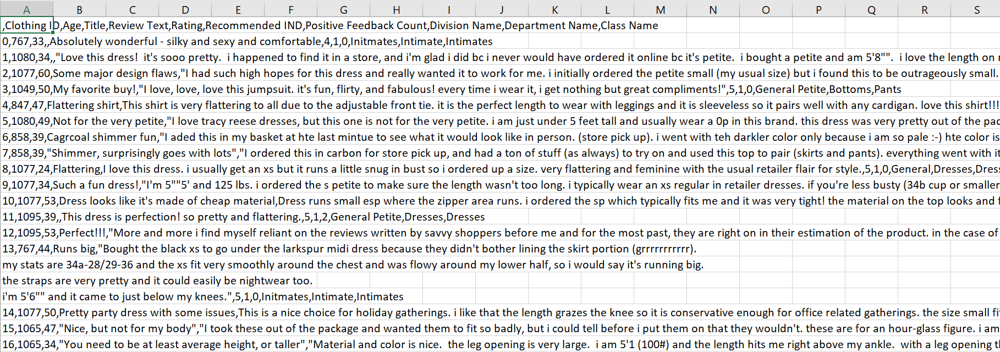 A B C D E F G H I J K L M N O P Q R S
,Clothing ID,Age,Title,Review Text,Rating,Recommended IND,Positive Feedback Count,Division Name,Department Name,Class Name
0,767,33,,Absolutely wonderful - silky and sexy and comfortable,4,1,0,Initmates,Intimate,Intimates
1,1080,34,,"Love this dress!  it's sooo pretty.  i happened to find it in a store, and i'm glad i did bc i never would have ordered it online bc it's petite.  i bought a petite and am 5'8"".  i love the length on
2,1077,60,Some major design flaws,"I had such high hopes for this dress and really wanted it to work for me. i initially ordered the petite small (my usual size) but i found this to be outrageously small.
3,1049,50,My favorite buy!,"I love, love, love this jumpsuit. it's fun, flirty, and fabulous! every time i wear it, i get nothing but great compliments!",5,1,0,General Petite,Bottoms,Pants
4,847,47,Flattering shirt,This shirt is very flattering to all due to the adjustable front tie. it is the perfect length to wear with leggings and it is sleeveless so it pairs well with any cardigan. love this shirt!!!
5,1080,49,Not for the very petite,"I love tracy reese dresses, but this one is not for the very petite. i am just under 5 feet tall and usually wear a 0p in this brand. this dress was very pretty out of the pac
6,858,39,Cagrcoal shimmer fun,"I aded this in my basket at hte last mintue to see what it would look like in person. (store pick up). i went with teh darkler color only because i am so pale :-) hte color is
7,858,39,"Shimmer, surprisingly goes with lots","I ordered this in carbon for store pick up, and had a ton of stuff (as always) to try on and used this top to pair (skirts and pants). everything went with it
8,1077,24,Flattering,I love this dress. i usually get an xs but it runs a little snug in bust so i ordered up a size. very flattering and feminine with the usual retailer flair for style.,5,1,0,General,Dresses,Dress
9,1077,34,Such a fun dress!,"I'm 5""5' and 125 lbs. i ordered the s petite to make sure the length wasn't too long. i typically wear an xs regular in retailer dresses. if you're less busty (34b cup or smaller
10,1077,53,Dress looks like it's made of cheap material,Dress runs small esp where the zipper area runs. i ordered the sp which typically fits me and it was very tight! the material on the top looks and
11,1095,39,,This dress is perfection! so pretty and flattering.,5,1,2,General Petite,Dresses,Dresses
12,1095,53,Perfect!!!,"More and more i find myself reliant on the reviews written by savvy shoppers before me and for the most past, they are right on in their estimation of the product. in the case of
13,767,44,Runs big,"Bought the black xs to go under the larkspur midi dress because they didn't bother lining the skirt portion (grrrrrrrrrrr).
my stats are 34a-28/29-36 and the xs fit very smoothly around the chest and was flowy around my lower half, so i would say it's running big.
the straps are very pretty and it could easily be nightwear too.
i'm 5'6"" and it came to just below my knees.",5,1,0,Initmates,Intimate,Intimates
14,1077,50,Pretty party dress with some issues,This is a nice choice for holiday gatherings. i like that the length grazes the knee so it is conservative enough for office related gatherings. the size small fi
15,1065,47,"Nice, but not for my body","I took these out of the package and wanted them to fit so badly, but i could tell before i put them on that they wouldn't. these are for an hour-glass figure. i am
16,1065,34,"You need to be at least average height, or taller","Material and color is nice.  the leg opening is very large.  i am 5'1 (100#) and the length hits me right above my ankle.  with a leg opening